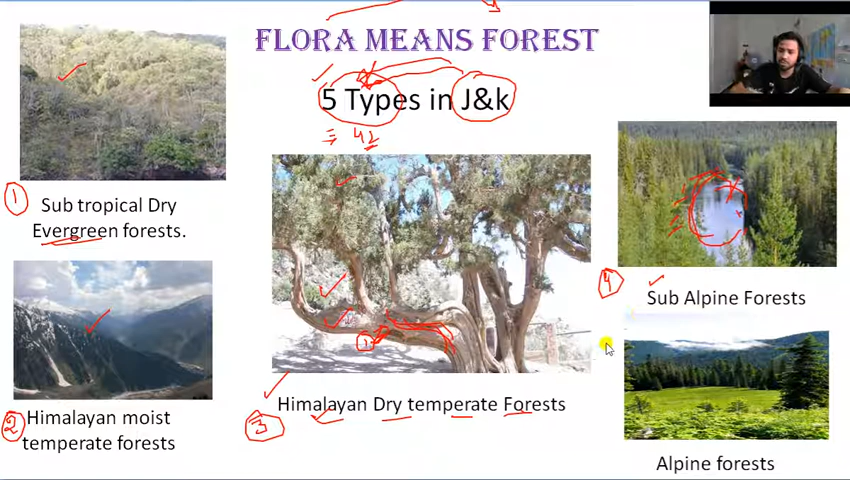 FLORA MEANS FOREST
5 Types in J&k
42
1
Sub tropical Dry
Evergreen forests.
2
Himalayan moist
temperate forests
3
Himalayan Dry temperate Forests
4
Sub Alpine Forests
Alpine forests